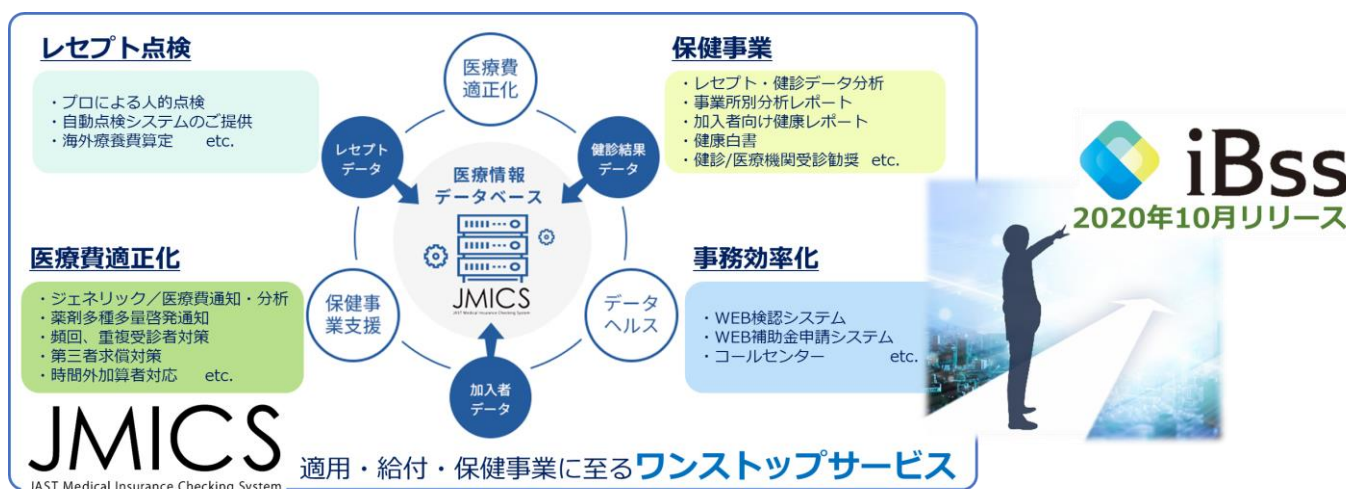 レセプト点検
・プロによる人的点検
・自動点検システムのご提供
・海外療養費算定 etc.
医療費
適正化
保健事業
・レセプト・健診データ分析
・事業所別分析レポート
・加入者向け健康レポート
・健康白書
・健診/医療機関受診勧奨 etc.
レセプト
データ
健診結果
データ
医療情報
データベース
JMICS
JAST Medical Insurance Checking System
iBss
2020年10月リリース
医療費適正化
・ジェネリック／医療費通知・分析
・薬剤多種多量啓発通知
・頻回、重複受診者対策
・第三者求償対策
・時間外加算者対応 etc.
保健事
業支援
データ
ヘルス
事務効率化
・WEB検認システム
・WEB補助金申請システム
・コールセンター etc.
加入者
データ
JMICS
JAST Medical Insurance Checking System
適用・給付・保健事業に至るワンストップサービス